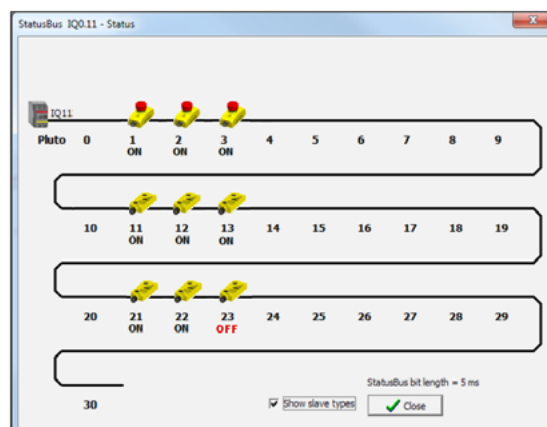 StatusBus IQ0.11 - Status
x
IQ11
Pluto 0 1 2 3 4 5 6 7 8 9
ON ON ON
10 11 12 13 14 15 16 17 18 19
ON ON ON
20 21 22 23 24 25 26 27 28 29
ON ON OFF
StatusBus bit length = 5 ms
30
Show slave types
Close